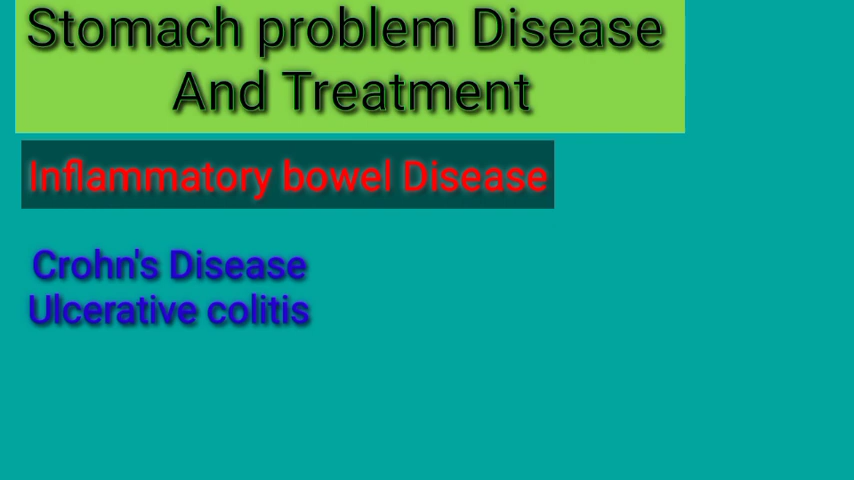 Stomach problem Disease
And Treatment
Inflammatory bowel Disease
Crohn's Disease
Ulcerative colitis